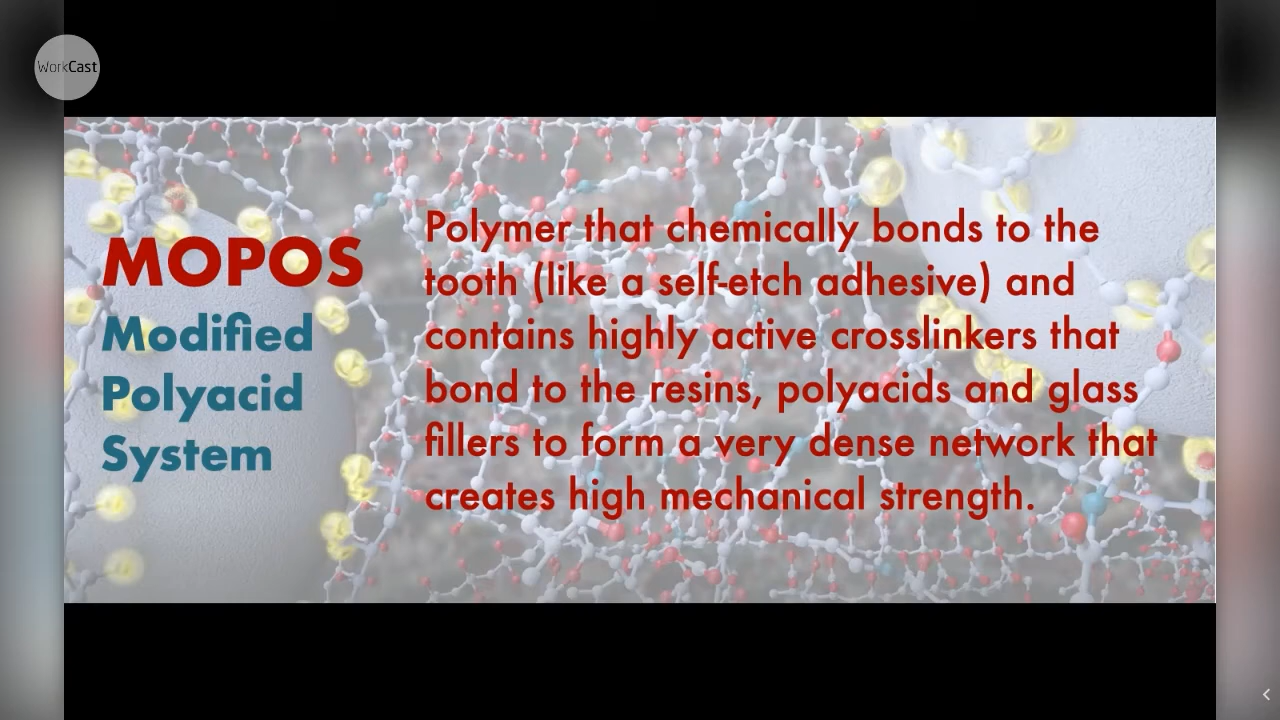 WorkCast
MOPOS
Modified
Polyacid
System
Polymer that chemically bonds to the
tooth (like a self-etch adhesive) and
contains highly active crosslinkers that
bond to the resins, polyacids and glass
fillers to form a very dense network that
creates high mechanical strength.